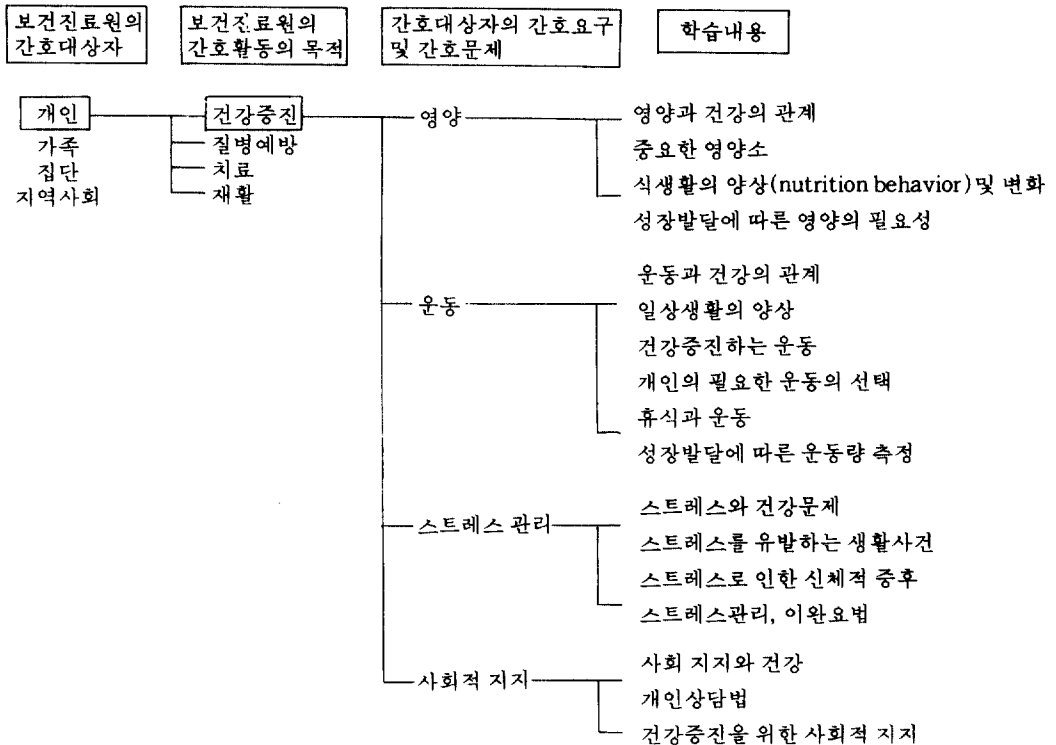 보건진료원의
간호대상자
보건진료원의
간호활동의 목적
간호대상자의 간호요구
및 간호문제
학습내용
개인
가족
집단
지역사회
건강증진
질병예방
치료
재활
영양
영양과 건강의 관계
중요한 영양소
식생활의 양상(nutrition behavior)및 변화
성장발달에 따른 영양의 필요성
운동
운동과 건강의 관계
일상생활의 양상
건강증진하는 운동
개인의 필요한 운동의 선택
휴식과 운동
성장발달에 따른 운동량 측정
스트레스 관리
스트레스와 건강문제
스트레스를 유발하는 생활사건
스트레스로 인한 신체적 증후
스트레스관리, 이완요법
사회적 지지
사회 지지와 건강
개인상담법
건강증진을 위한 사회적 지지